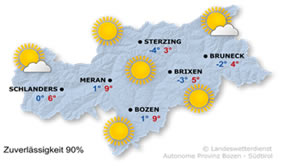 STERZING
-4° 3°
BRUNECK
-2° 4°
MERAN
1° 9°
BRIXEN
-3° 5°
SCHLANDERS
0° 6°
BOZEN
1° 9°
Zuverlässigkeit 90%
© Landeswetterdienst
Autonome Provinz Bozen - Südtirol